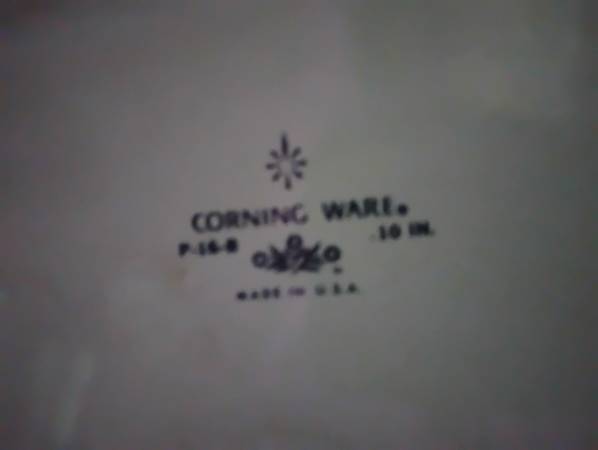 CORNING WARE®
P-16-B 10 IN.
MADE IN U.S.A.